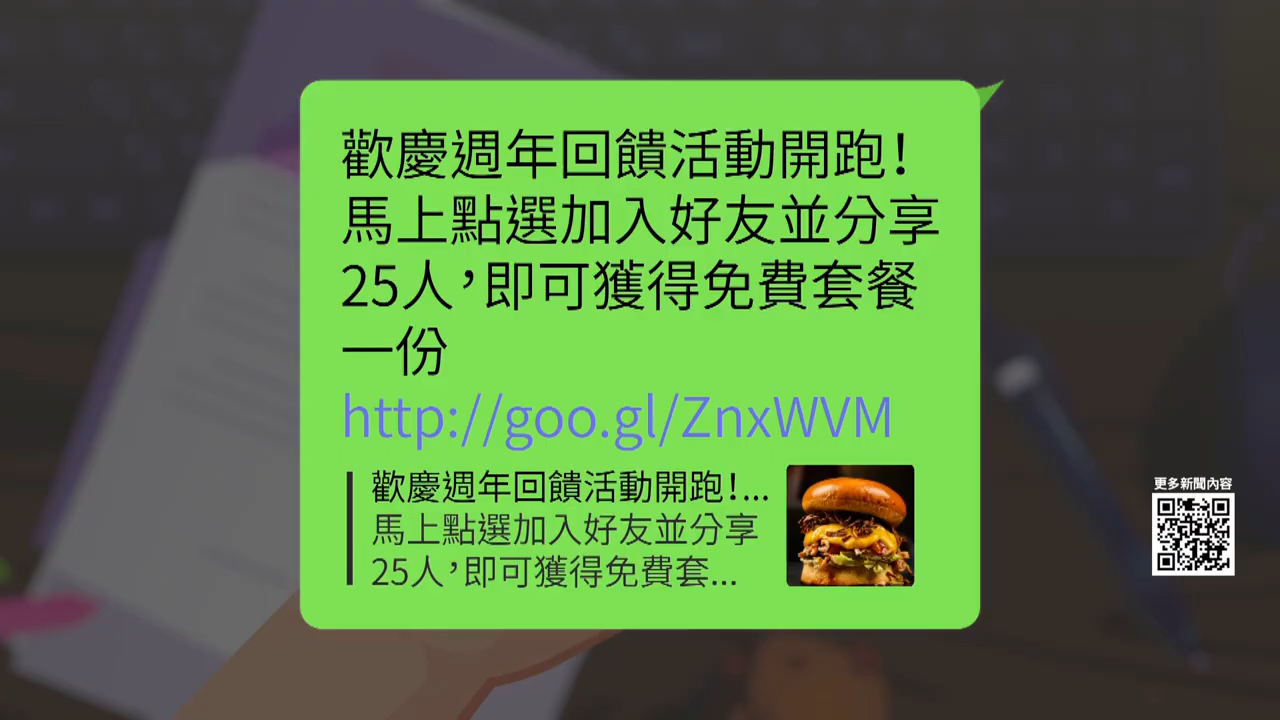 歡慶週年回饋活動開跑！
馬上點選加入好友並分享
25人，即可獲得免費套餐
一份
http://goo.gl/ZnxWVM
歡慶週年回饋活動開跑！...
馬上點選加入好友並分享
25人，即可獲得免費套...
更多新聞內容